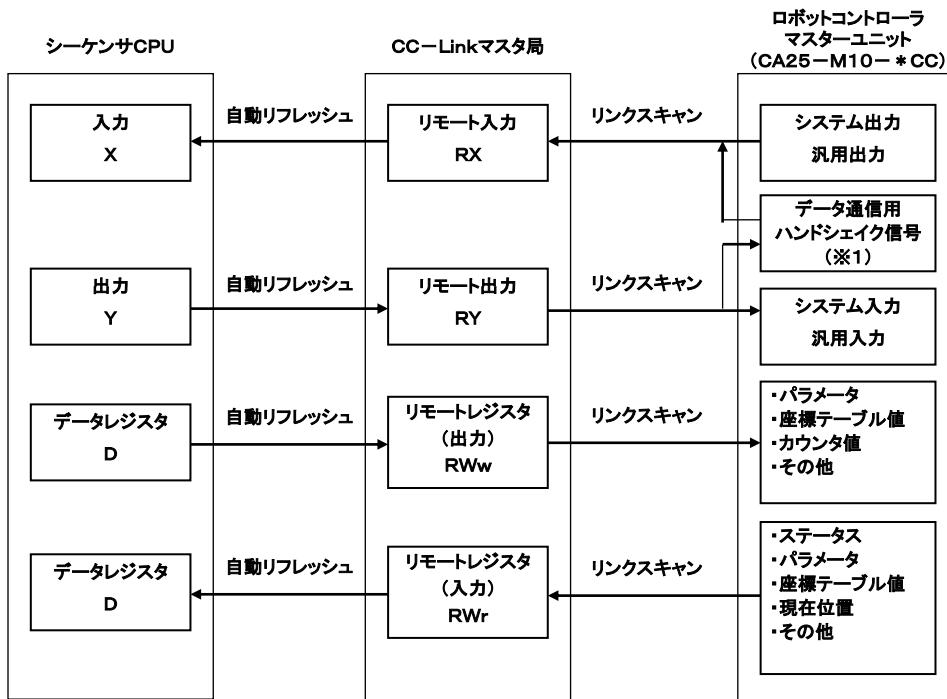 シーケンサCPU
CC－Linkマスタ局
ロボットコントローラ
マスターユニット
（CA25－M10－＊CC）
入力
X
自動リフレッシュ
リモート入力
RX
リンクスキャン
システム出力
汎用出力
データ通信用
ハンドシェイク信号
（※1）
出力
Y
自動リフレッシュ
リモート出力
RY
リンクスキャン
システム入力
汎用入力
データレジスタ
D
自動リフレッシュ
リモートレジスタ
（出力）
RWw
リンクスキャン
・パラメータ
・座標テーブル値
・カウンタ値
・その他
データレジスタ
D
自動リフレッシュ
リモートレジスタ
（入力）
RWr
リンクスキャン
・ステータス
・パラメータ
・座標テーブル値
・現在位置
・その他